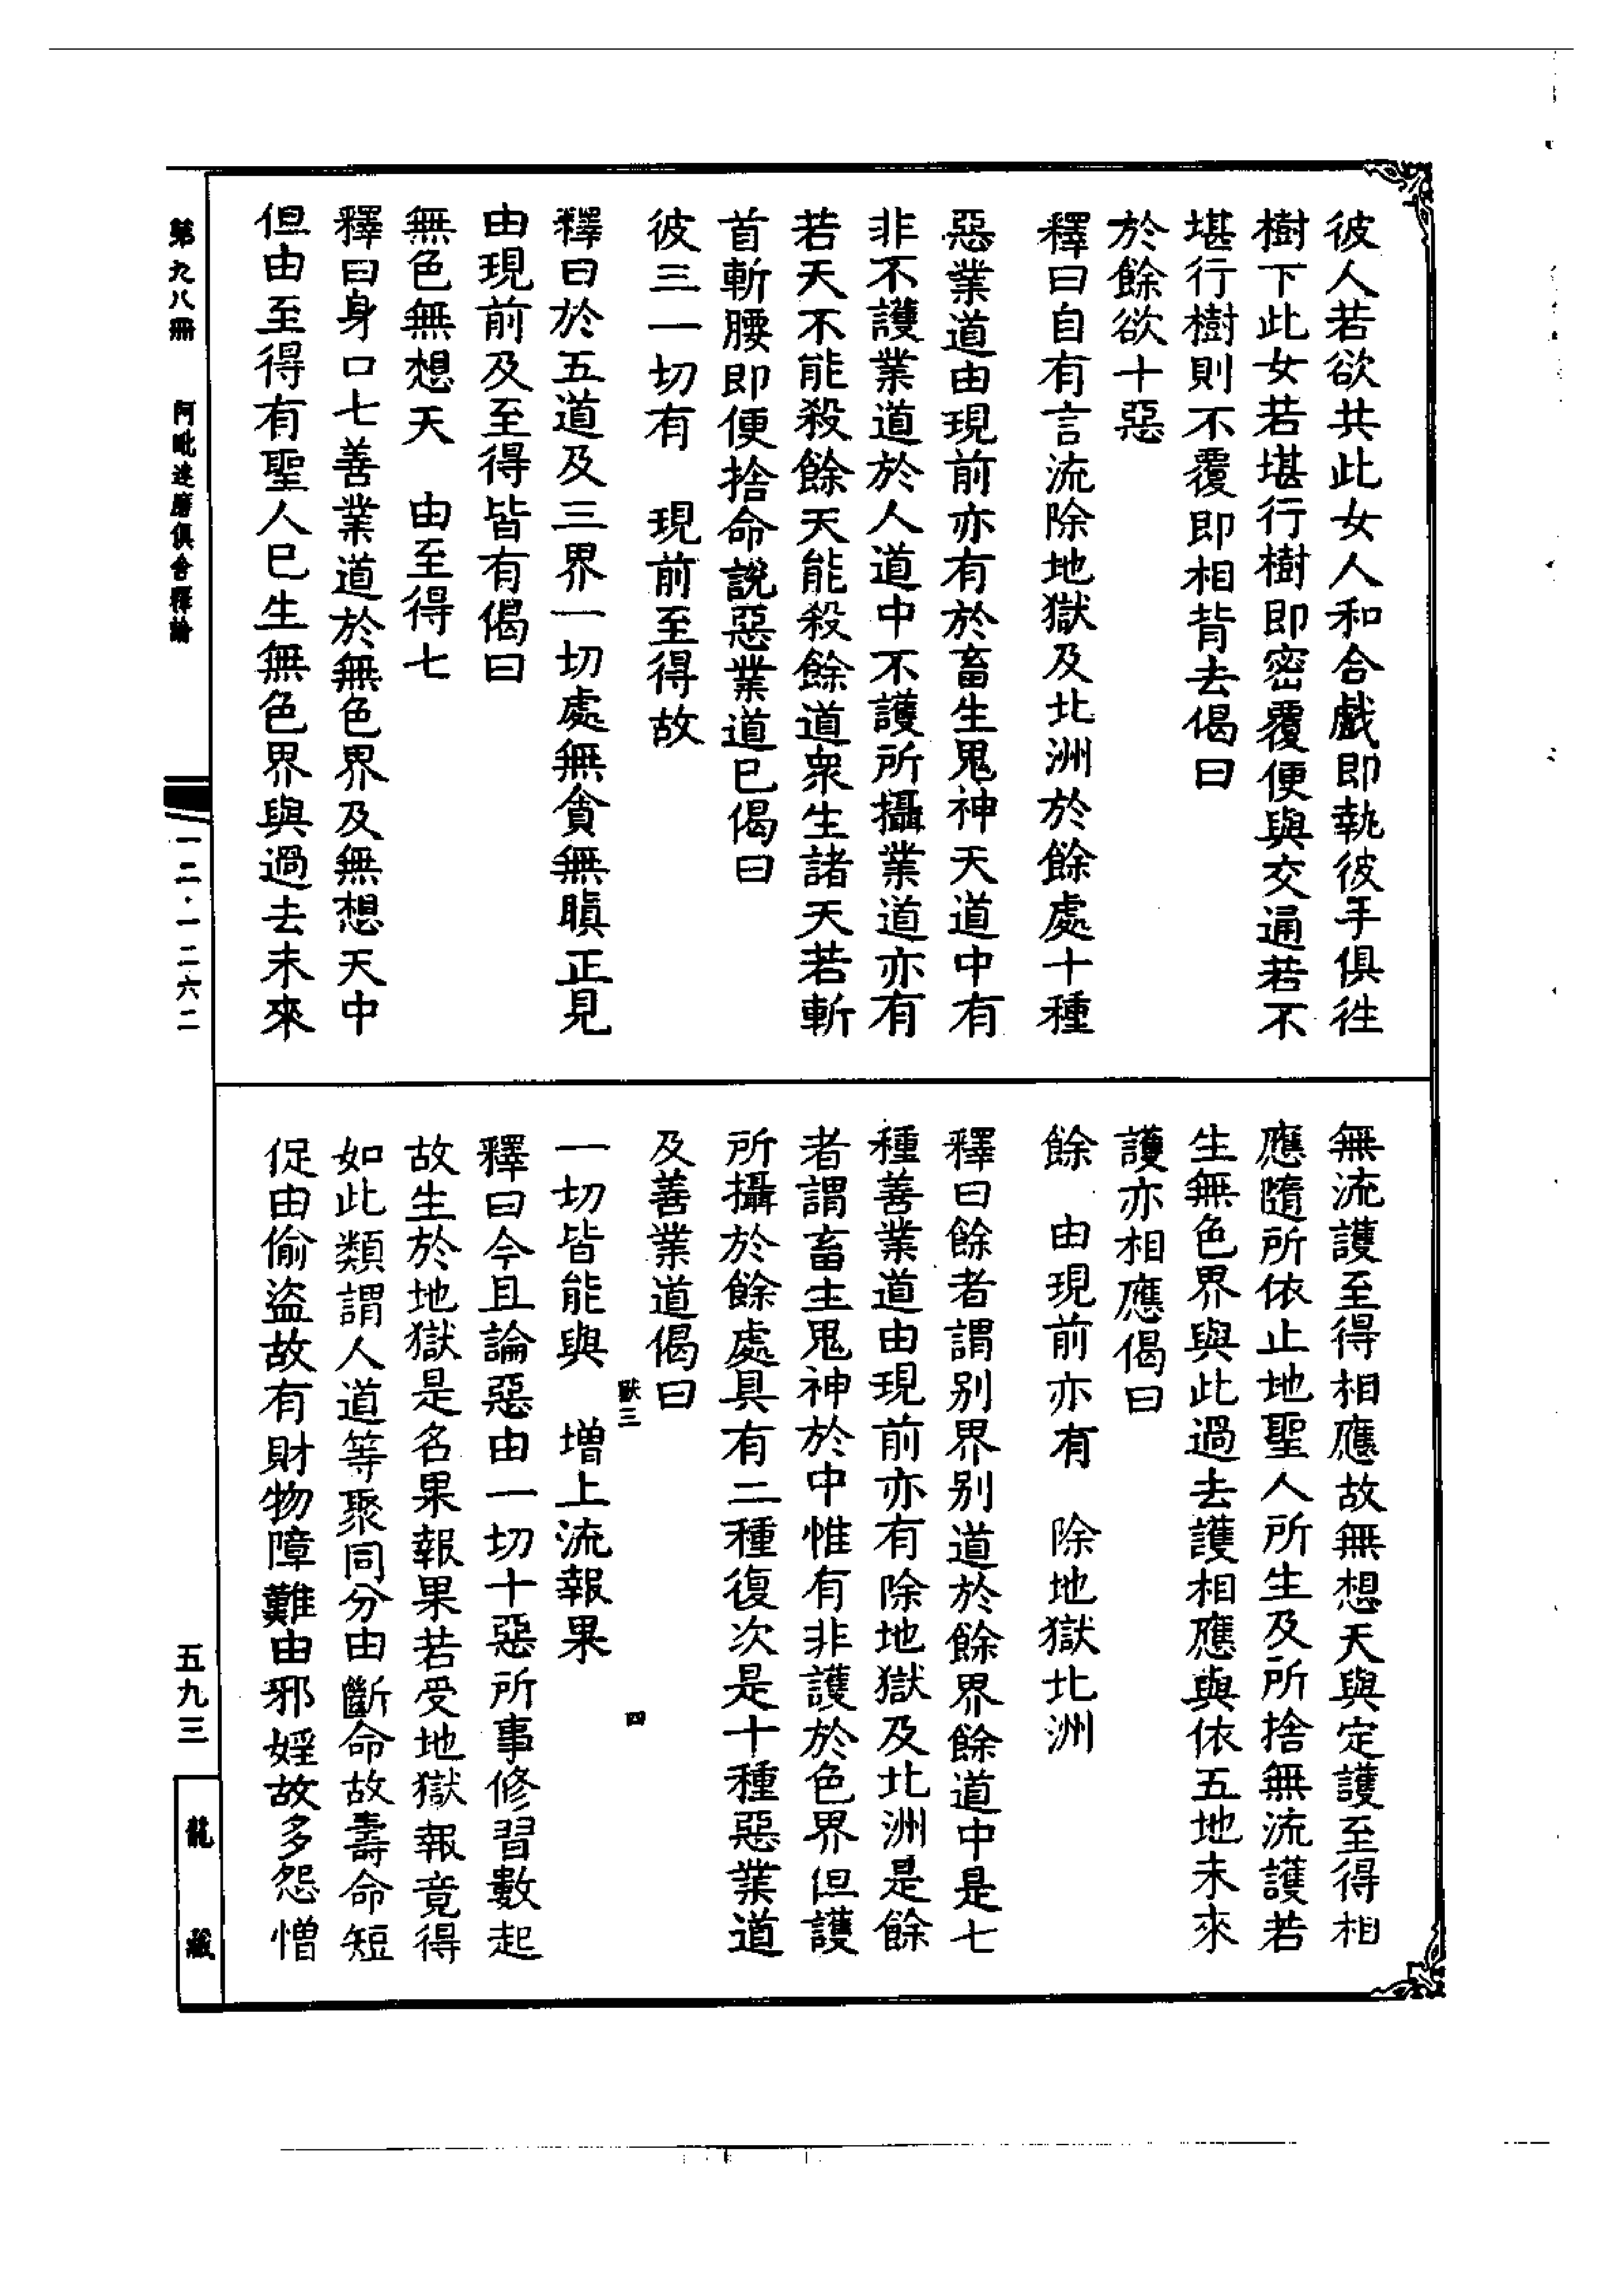 彼人若欲共此女人和合戲即執彼手俱往
樹下此女若堪行樹即密覆便與交通若不
堪行樹則不覆即相背去偈曰
於餘欲十惡
釋曰自有言流除地獄及北洲於餘處十種
惡業道由現前亦有於畜生鬼神天道中有
非不護業道於人道中不護所攝業道亦有
若天不能殺餘天能殺餘道衆生諸天若斬
首斬腰即便捨命說惡業道已偈曰
彼三一切有　現前至得故
釋曰於五道及三界一切處無貪無瞋正見
由現前及至得皆有偈曰
無色無想天　由至得七
釋曰身口七善業道於無色界及無想天中
但由至得有聖人已生無色界與過去未來
無流護至得相應故無想天與定護至得相
應隨所依止地聖人所生及所捨無流護若
生無色界與此過去護相應與依五地未來
護亦相應偈曰
餘　由現前亦有　除地獄北洲
釋曰餘者謂别界别道於餘界餘道中是七
種善業道由現前亦有除地獄及北洲是餘
者謂畜生鬼神於中惟有非護於色界但護
所攝於餘處具有二種復次是十種惡業道
及善業道偈曰
獸三　四
一切皆能與　增上流報果
釋曰今且論惡由一切十惡所事修習數起
故生於地獄是名果報果若受地獄報竟得
如此類謂人道等聚同分由斷命故壽命短
促由偷盜故有財物障難由邪婬故多怨憎
第九八冊　阿毗達磨俱舍釋論
一二·一二六二
五九三
龍藏